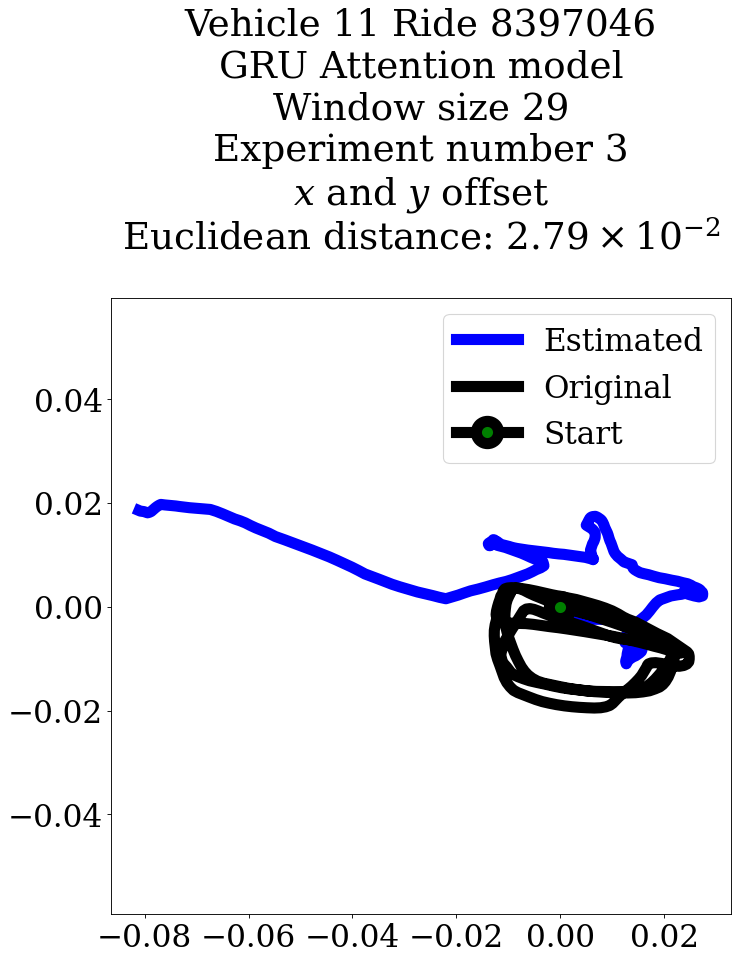 Vehicle 11 Ride 8397046
GRU Attention model
Window size 29
Experiment number 3
x and y offset
Euclidean distance: 2.79 × 10⁻²
Estimated
Original
Start
0.04
0.02
0.00
−0.02
−0.04
−0.08 −0.06 −0.04 −0.02 0.00 0.02